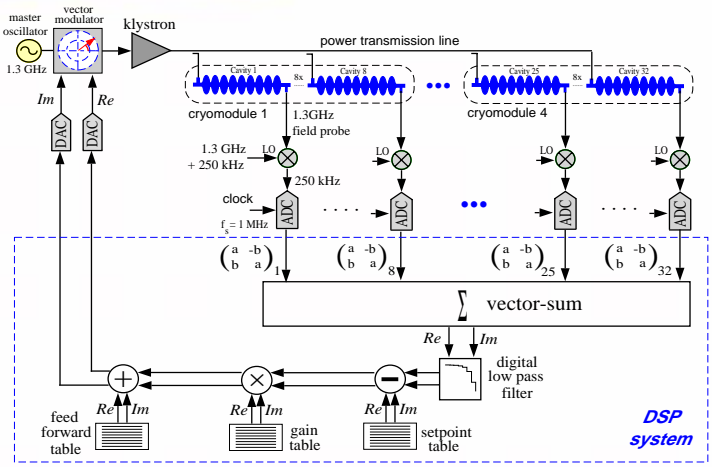 master
oscillator
1.3 GHz
vector
modulator
klystron
power transmission line
Cavity 1
8x
Cavity 8
Cavity 25
8x
Cavity 32
cryomodule 1
cryomodule 4
Im
Re
DAC
DAC
1.3GHz
field probe
1.3 GHz
+ 250 kHz
LO
LO
LO
LO
250 kHz
clock
f_s = 1 MHz
ADC
ADC
ADC
ADC
(a -b
b a)1
(a -b
b a)8
(a -b
b a)25
(a -b
b a)32
Σ vector-sum
Re Im
digital
low pass
filter
+
×
−
Re Im
Re Im
Re Im
feed
forward
table
gain
table
setpoint
table
DSP
system